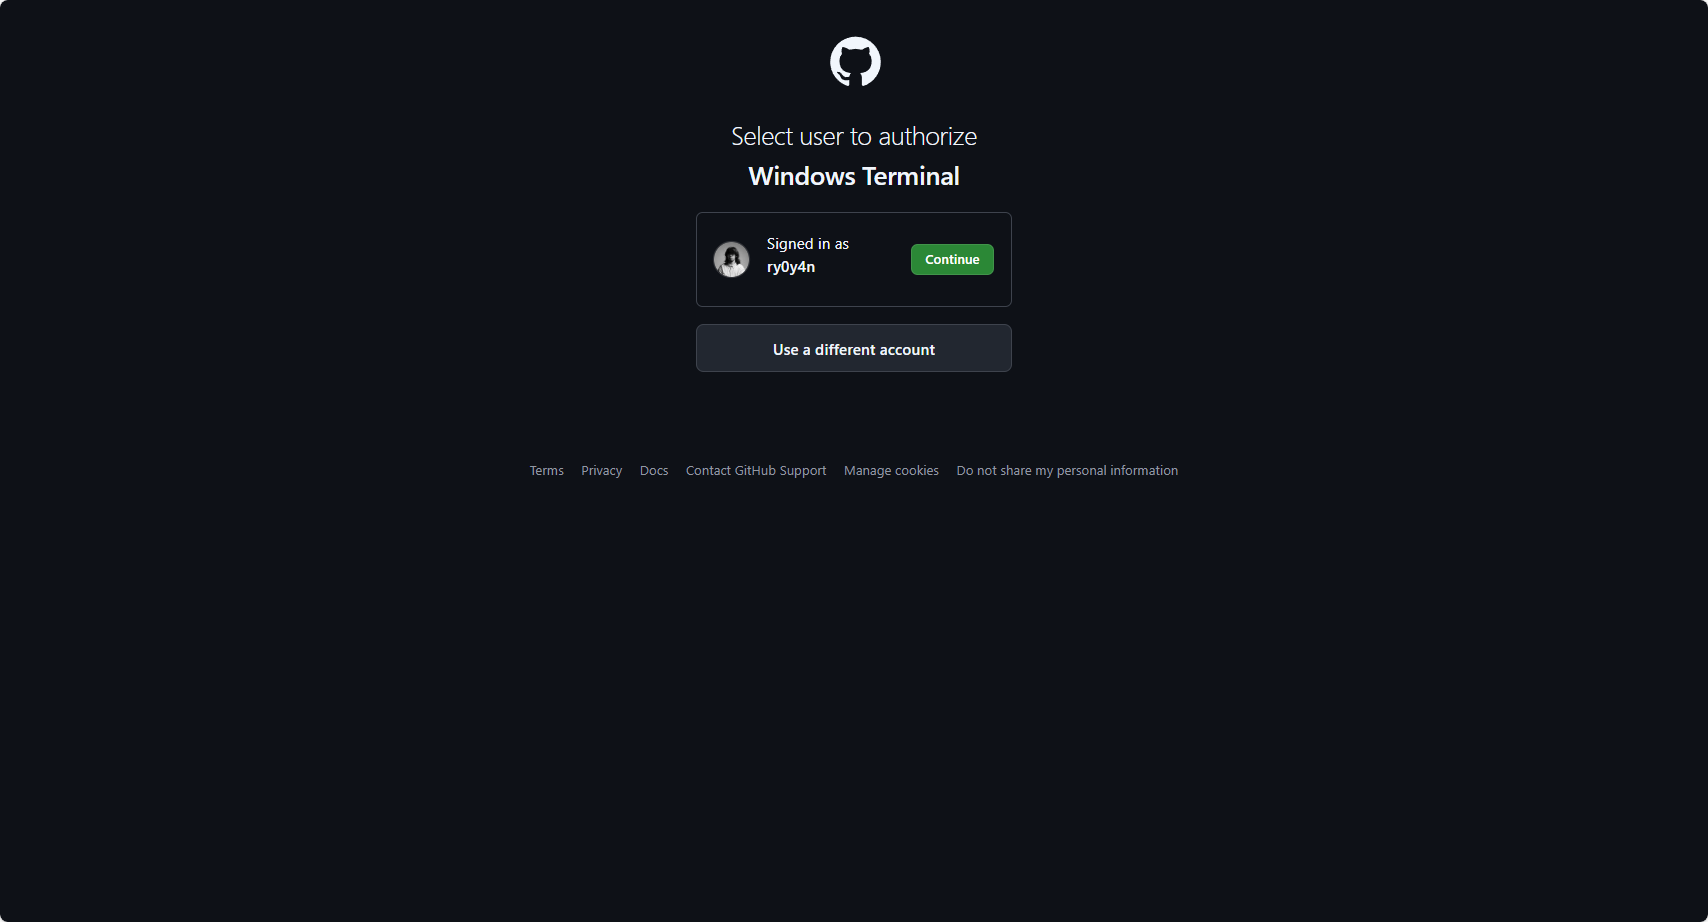 Select user to authorize
Windows Terminal
Signed in as
ry0y4n
Continue
Use a different account
Terms Privacy Docs Contact GitHub Support Manage cookies Do not share my personal information